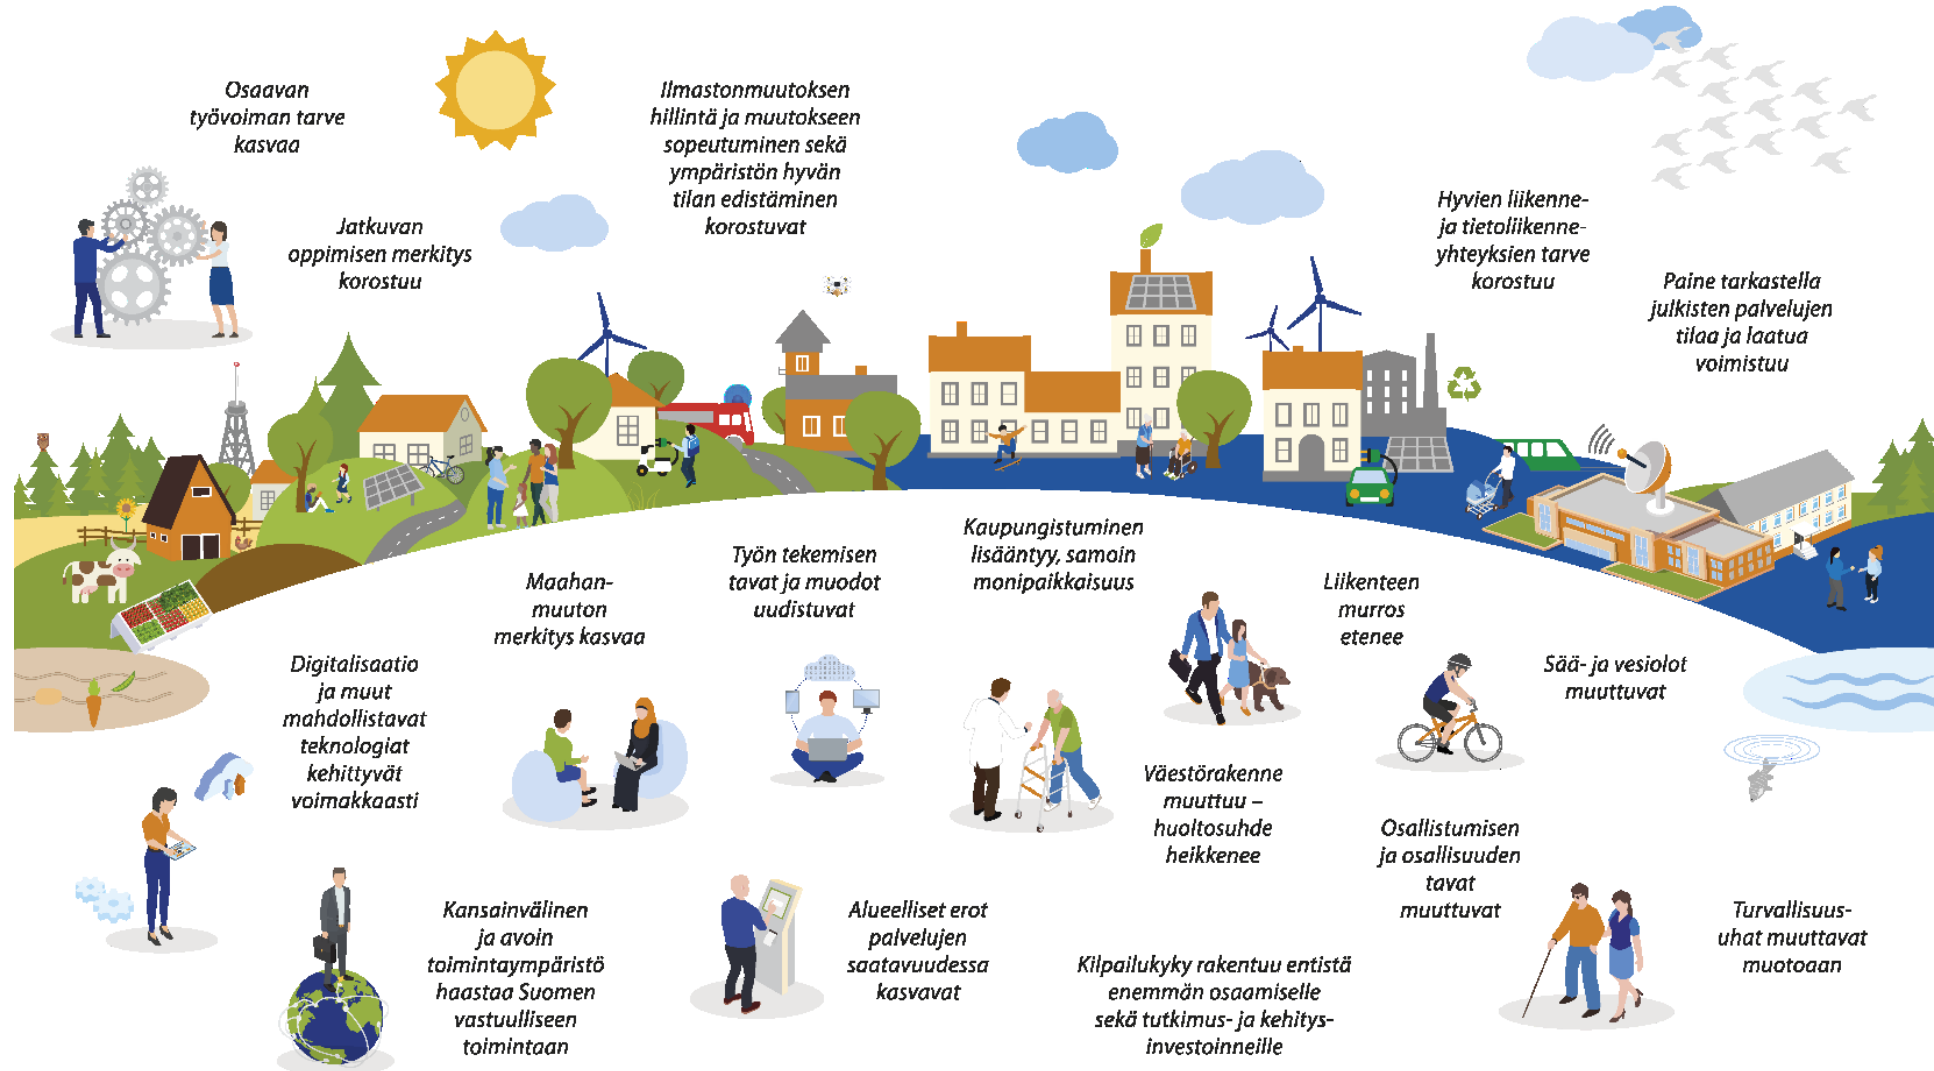 Osaavan
työvoiman tarve
kasvaa
Jatkuvan
oppimisen merkitys
korostuu
Ilmastonmuutoksen
hillintä ja muutokseen
sopeutuminen sekä
ympäristön hyvän
tilan edistäminen
korostuvat
Hyvien liikenne-
ja tietoliikenne-
yhteyksien tarve
korostuu
Paine tarkastella
julkisten palvelujen
tilaa ja laatua
voimistuu
Digitalisaatio
ja muut
mahdollistavat
teknologiat
kehittyvät
voimakkaasti
Maahan-
muuton
merkitys kasvaa
Työn tekemisen
tavat ja muodot
uudistuvat
Kaupungistuminen
lisääntyy, samoin
monipaikkaisuus
Liikenteen
murros
etenee
Sää- ja vesiolot
muuttuvat
Väestörakenne
muuttuu –
huoltosuhde
heikkenee
Osallistumisen
ja osallisuuden
tavat
muuttuvat
Kansainvälinen
ja avoin
toimintaympäristö
haastaa Suomen
vastuulliseen
toimintaan
Alueelliset erot
palvelujen
saatavuudessa
kasvavat
Kilpailukyky rakentuu entistä
enemmän osaamiselle
sekä tutkimus- ja kehitys-
investoinneille
Turvallisuus-
uhat muuttavat
muotoaan